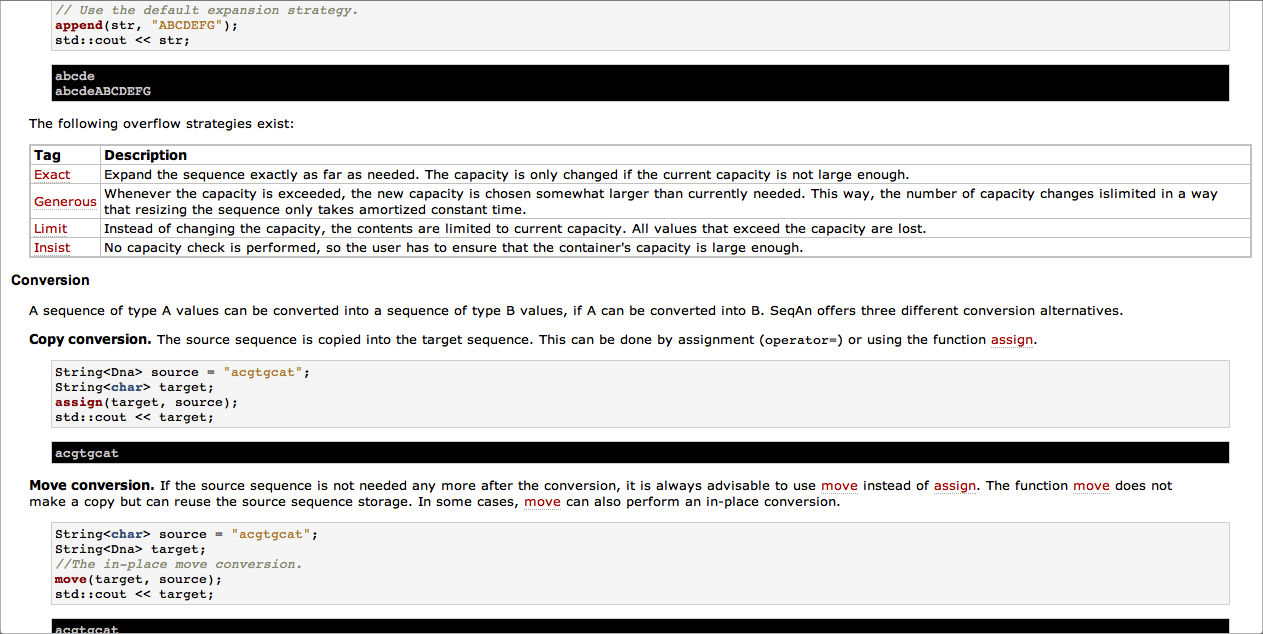 // Use the default expansion strategy.
append(str, "ABCDEFG");
std::cout << str;
abcde
abcdeABCDEFG
The following overflow strategies exist:
Tag Description
Exact Expand the sequence exactly as far as needed. The capacity is only changed if the current capacity is not large enough.
Generous Whenever the capacity is exceeded, the new capacity is chosen somewhat larger than currently needed. This way, the number of capacity changes islimited in a way
that resizing the sequence only takes amortized constant time.
Limit Instead of changing the capacity, the contents are limited to current capacity. All values that exceed the capacity are lost.
Insist No capacity check is performed, so the user has to ensure that the container's capacity is large enough.
Conversion
A sequence of type A values can be converted into a sequence of type B values, if A can be converted into B. SeqAn offers three different conversion alternatives.
Copy conversion. The source sequence is copied into the target sequence. This can be done by assignment (operator=) or using the function assign.
String<Dna> source = "acgtgcat";
String<char> target;
assign(target, source);
std::cout << target;
acgtgcat
Move conversion. If the source sequence is not needed any more after the conversion, it is always advisable to use move instead of assign. The function move does not
make a copy but can reuse the source sequence storage. In some cases, move can also perform an in-place conversion.
String<char> source = "acgtgcat";
String<Dna> target;
//The in-place move conversion.
move(target, source);
std::cout << target;
acgtgcat